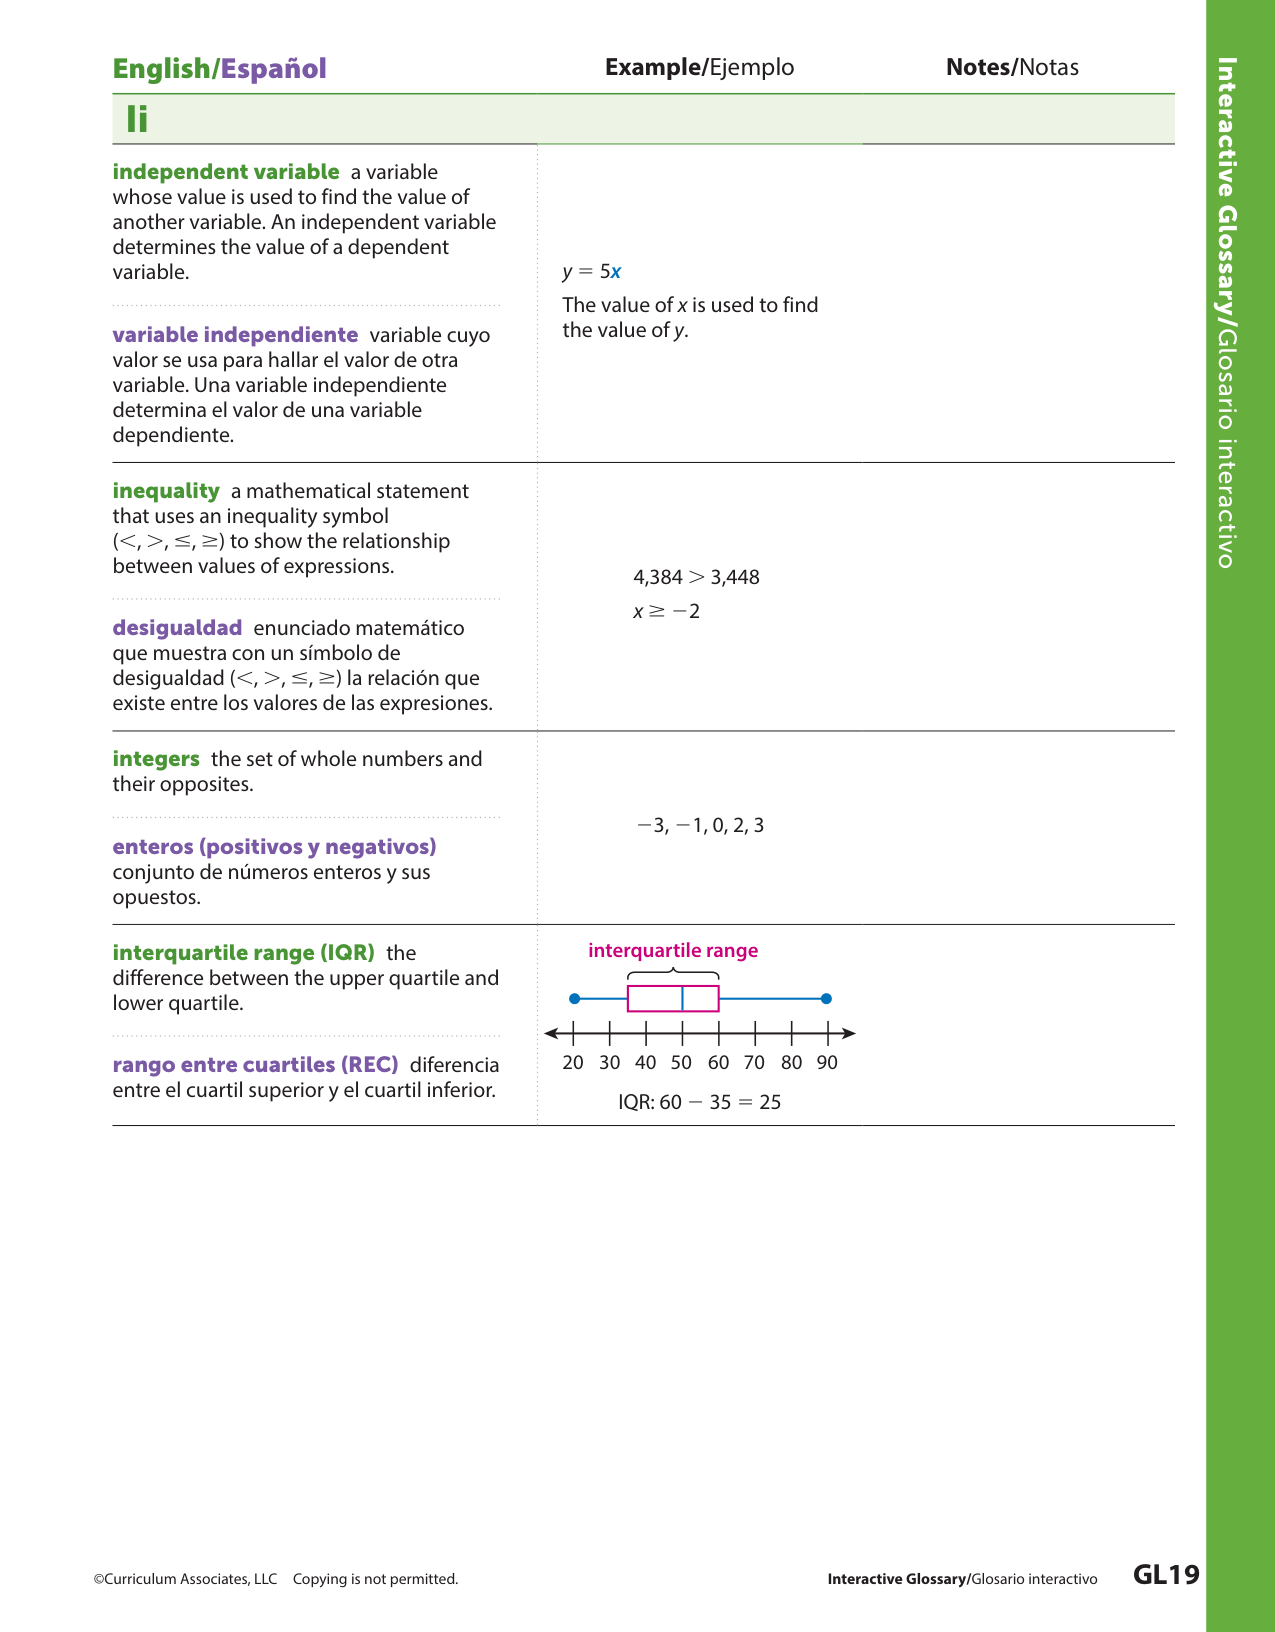 English/Español
Example/Ejemplo
Notes/Notas
Ii
independent variable a variable
whose value is used to find the value of
another variable. An independent variable
determines the value of a dependent
variable.
variable independiente variable cuyo
valor se usa para hallar el valor de otra
variable. Una variable independiente
determina el valor de una variable
dependiente.
y = 5x
The value of x is used to find
the value of y.
inequality a mathematical statement
that uses an inequality symbol
(<, >, ≤, ≥) to show the relationship
between values of expressions.
desigualdad enunciado matemático
que muestra con un símbolo de
desigualdad (<, >, ≤, ≥) la relación que
existe entre los valores de las expresiones.
4,384 > 3,448
x ≥ −2
integers the set of whole numbers and
their opposites.
enteros (positivos y negativos)
conjunto de números enteros y sus
opuestos.
−3, −1, 0, 2, 3
interquartile range (IQR) the
difference between the upper quartile and
lower quartile.
rango entre cuartiles (REC) diferencia
entre el cuartil superior y el cuartil inferior.
interquartile range
20 30 40 50 60 70 80 90
IQR: 60 − 35 = 25
Interactive Glossary/Glosario interactivo
©Curriculum Associates, LLC Copying is not permitted.
Interactive Glossary/Glosario interactivo GL19